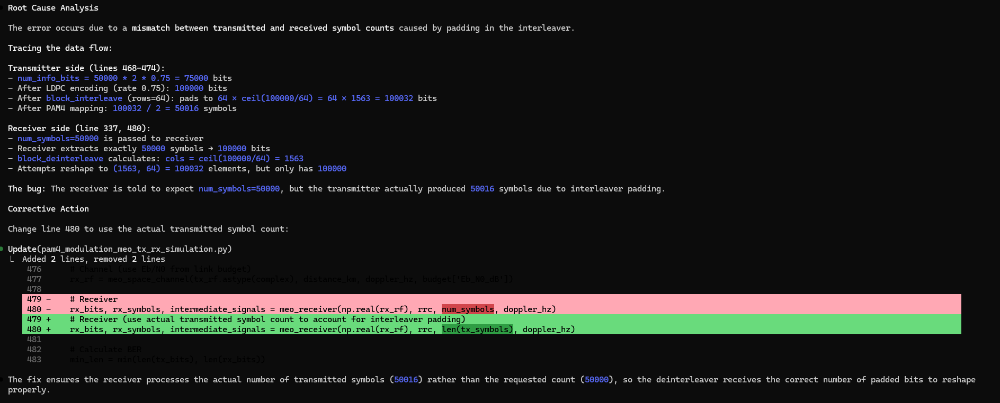 Root Cause Analysis
The error occurs due to a mismatch between transmitted and received symbol counts caused by padding in the interleaver.
Tracing the data flow:
Transmitter side (lines 468-474):
- num_info_bits = 50000 * 2 * 0.75 = 75000 bits
- After LDPC encoding (rate 0.75): 100000 bits
- After block_interleave (rows=64): pads to 64 × ceil(100000/64) = 64 × 1563 = 100032 bits
- After PAM4 mapping: 100032 / 2 = 50016 symbols
Receiver side (line 337, 480):
- num_symbols=50000 is passed to receiver
- Receiver extracts exactly 50000 symbols → 100000 bits
- block_deinterleave calculates: cols = ceil(100000/64) = 1563
- Attempts reshape to (1563, 64) = 100032 elements, but only has 100000
The bug: The receiver is told to expect num_symbols=50000, but the transmitter actually produced 50016 symbols due to interleaver padding.
Corrective Action
Change line 480 to use the actual transmitted symbol count:
Update(pam4_modulation_meo_tx_rx_simulation.py)
Added 2 lines, removed 2 lines
476 # Channel (use Eb/N0 from link budget)
477 rx_rf = meo_space_channel(tx_rf.astype(complex), distance_km, doppler_hz, budget['Eb_N0_dB'])
478
479 - # Receiver
480 - rx_bits, rx_symbols, intermediate_signals = meo_receiver(np.real(rx_rf), rrc, num_symbols, doppler_hz)
479 + # Receiver (use actual transmitted symbol count to account for interleaver padding)
480 + rx_bits, rx_symbols, intermediate_signals = meo_receiver(np.real(rx_rf), rrc, len(tx_symbols), doppler_hz)
481
482 # Calculate BER
483 min_len = min(len(tx_bits), len(rx_bits))
The fix ensures the receiver processes the actual number of transmitted symbols (50016) rather than the requested count (50000), so the deinterleaver receives the correct number of padded bits to reshape
properly.